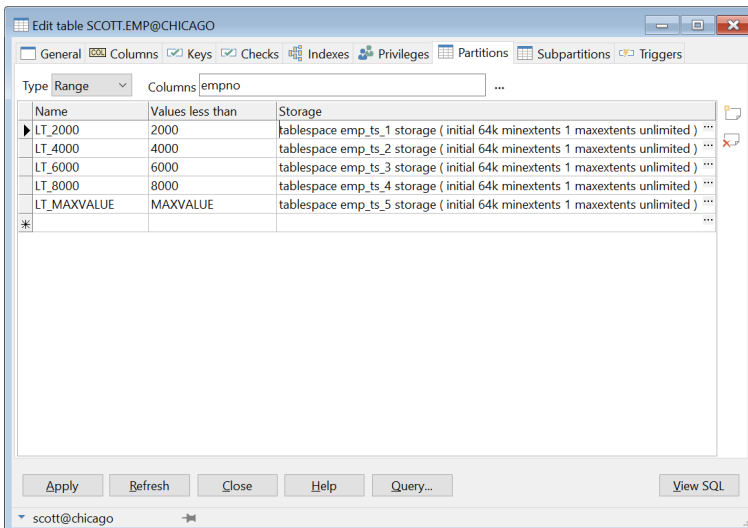 Edit table SCOTT.EMP@CHICAGO
General COL Columns Keys Checks Indexes Privileges Partitions Subpartitions Triggers
Type Range Columns empno ...
Name Values less than Storage
LT_2000 2000 tablespace emp_ts_1 storage ( initial 64k minextents 1 maxextents unlimited ) ...
LT_4000 4000 tablespace emp_ts_2 storage ( initial 64k minextents 1 maxextents unlimited ) ...
LT_6000 6000 tablespace emp_ts_3 storage ( initial 64k minextents 1 maxextents unlimited ) ...
LT_8000 8000 tablespace emp_ts_4 storage ( initial 64k minextents 1 maxextents unlimited ) ...
LT_MAXVALUE MAXVALUE tablespace emp_ts_5 storage ( initial 64k minextents 1 maxextents unlimited ) ...
* ...
Apply Refresh Close Help Query... View SQL
scott@chicago